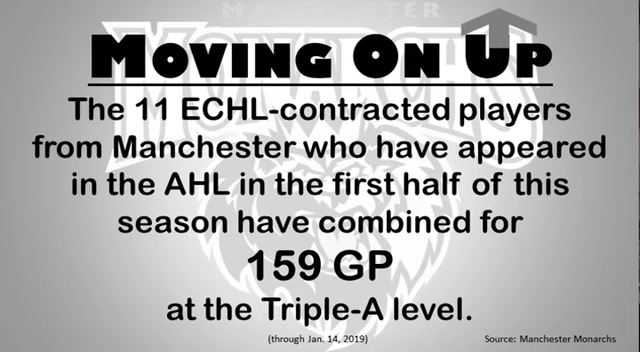 MANCHESTER
MONARCHS
MOVING ON UP
The 11 ECHL-contracted players
from Manchester who have appeared
in the AHL in the first half of this
season have combined for
159 GP
at the Triple-A level.
(through Jan. 14, 2019)
Source: Manchester Monarchs